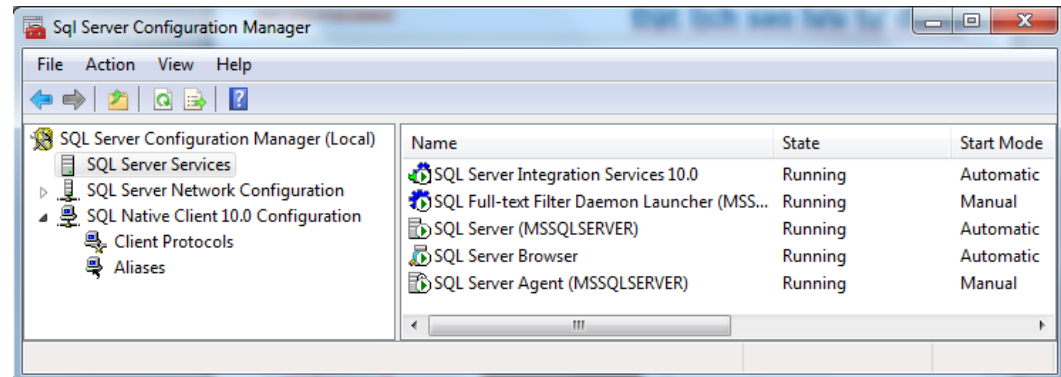 Sql Server Configuration Manager
File Action View Help
SQL Server Configuration Manager (Local)
SQL Server Services
SQL Server Network Configuration
SQL Native Client 10.0 Configuration
Client Protocols
Aliases
Name State Start Mode
SQL Server Integration Services 10.0 Running Automatic
SQL Full-text Filter Daemon Launcher (MSS... Running Manual
SQL Server (MSSQLSERVER) Running Automatic
SQL Server Browser Running Automatic
SQL Server Agent (MSSQLSERVER) Running Manual